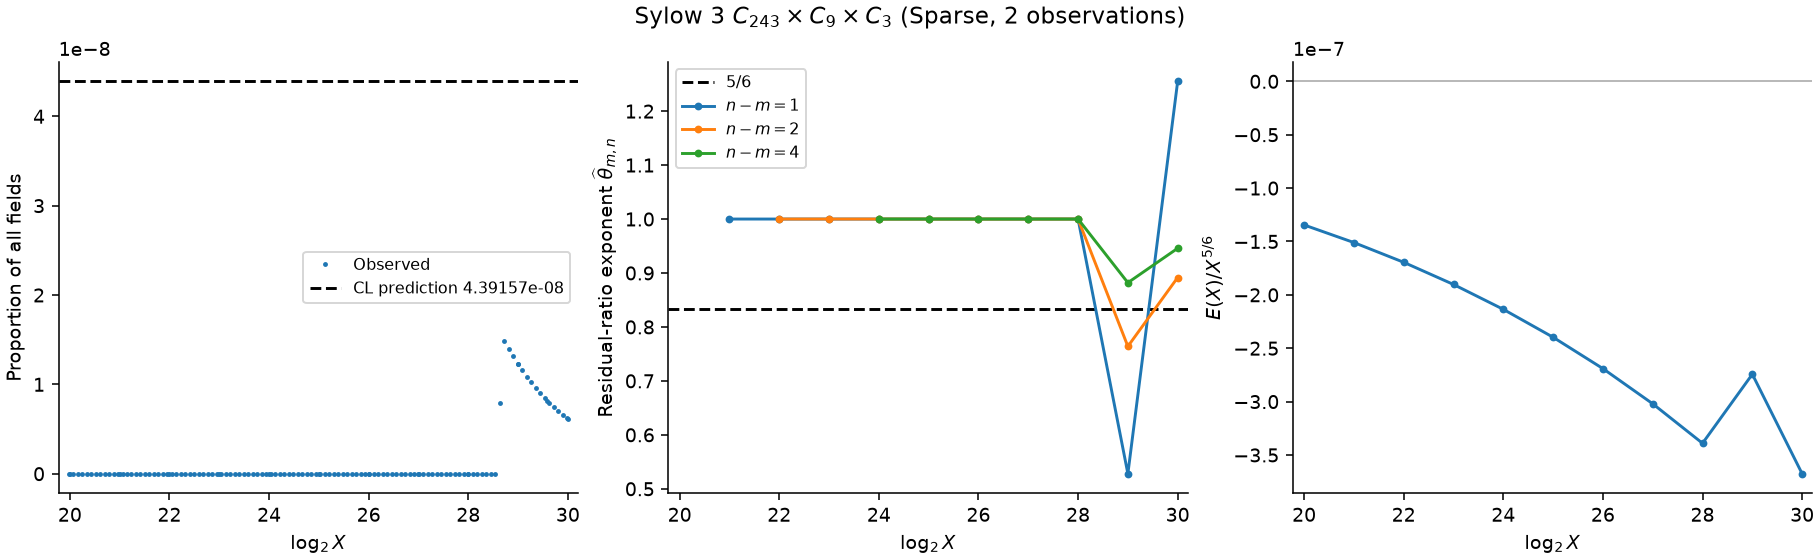 Sylow 3 C₂₄₃ × C₉ × C₃ (Sparse, 2 observations)
1e−8
Proportion of all fields
4
3
2
1
0
Observed
CL prediction 4.39157e-08
20 22 24 26 28 30
log₂ X
Residual-ratio exponent θ̂ₘ,ₙ
1.2
1.1
1.0
0.9
0.8
0.7
0.6
0.5
5/6
n − m = 1
n − m = 2
n − m = 4
20 22 24 26 28 30
log₂ X
1e−7
E(X)/X^{5/6}
0.0
−0.5
−1.0
−1.5
−2.0
−2.5
−3.0
−3.5
20 22 24 26 28 30
log₂ X